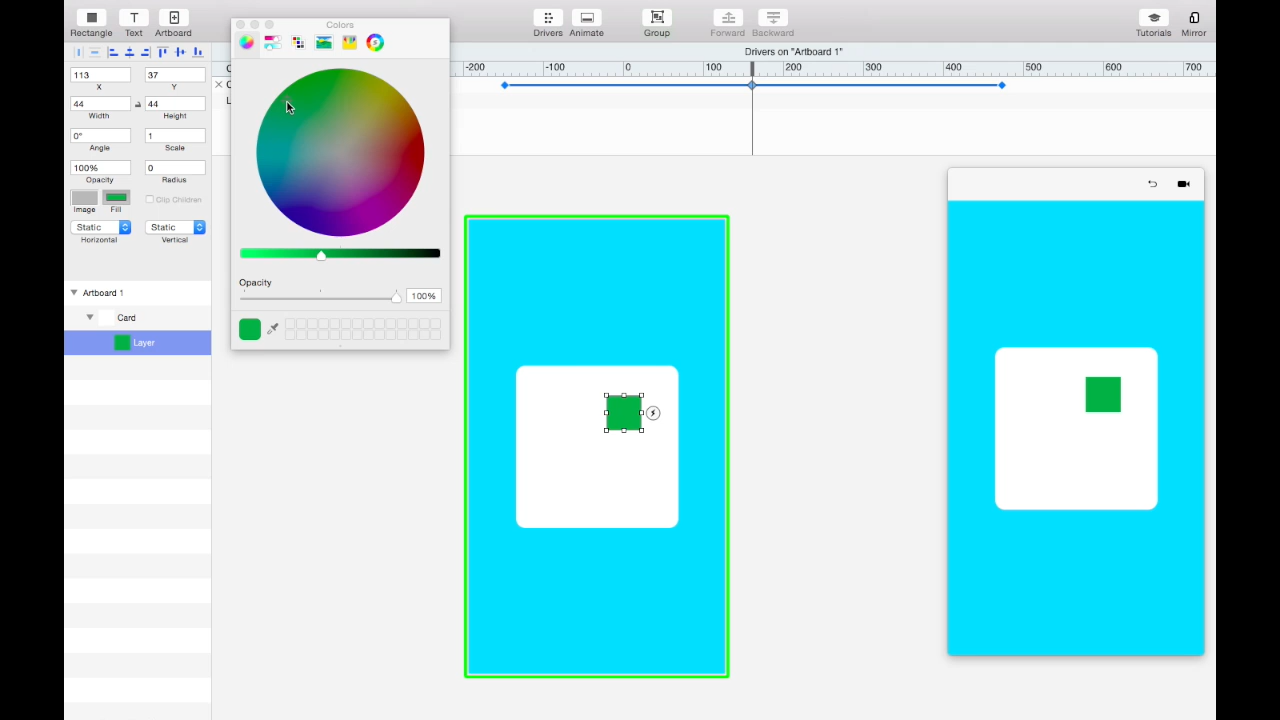 Rectangle Text Artboard Colors Drivers Animate Group Forward Backward Tutorials Mirror
Drivers on "Artboard 1"
113 37
X Y
-200 -100 0 100 200 300 400 500 600 700
44 44
Width Height
0° 1
Angle Scale
100% 0
Opacity Radius
Image Fill Clip Children
Static Static
Horizontal Vertical
Opacity
100%
Artboard 1
Card
Layer